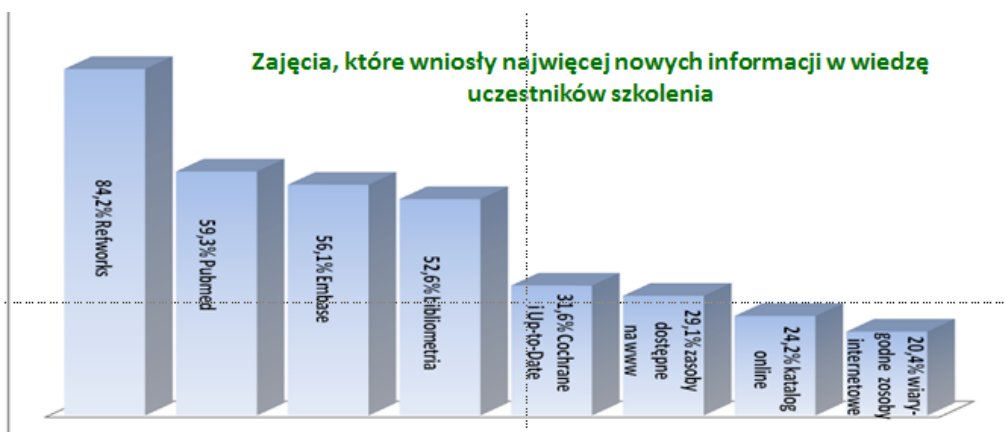 Zajęcia, które wniosły najwięcej nowych informacji w wiedzę
uczestników szkolenia
84,2% Refworks
59,3% Pubmed
56,1% Embase
52,6% bibliometria
31,6% Cochrane
i Up-to-Date
29,1% zasoby
dostępne
na www
24,2% katalog
online
20,4% wiary-
godne zosoby
internetowe